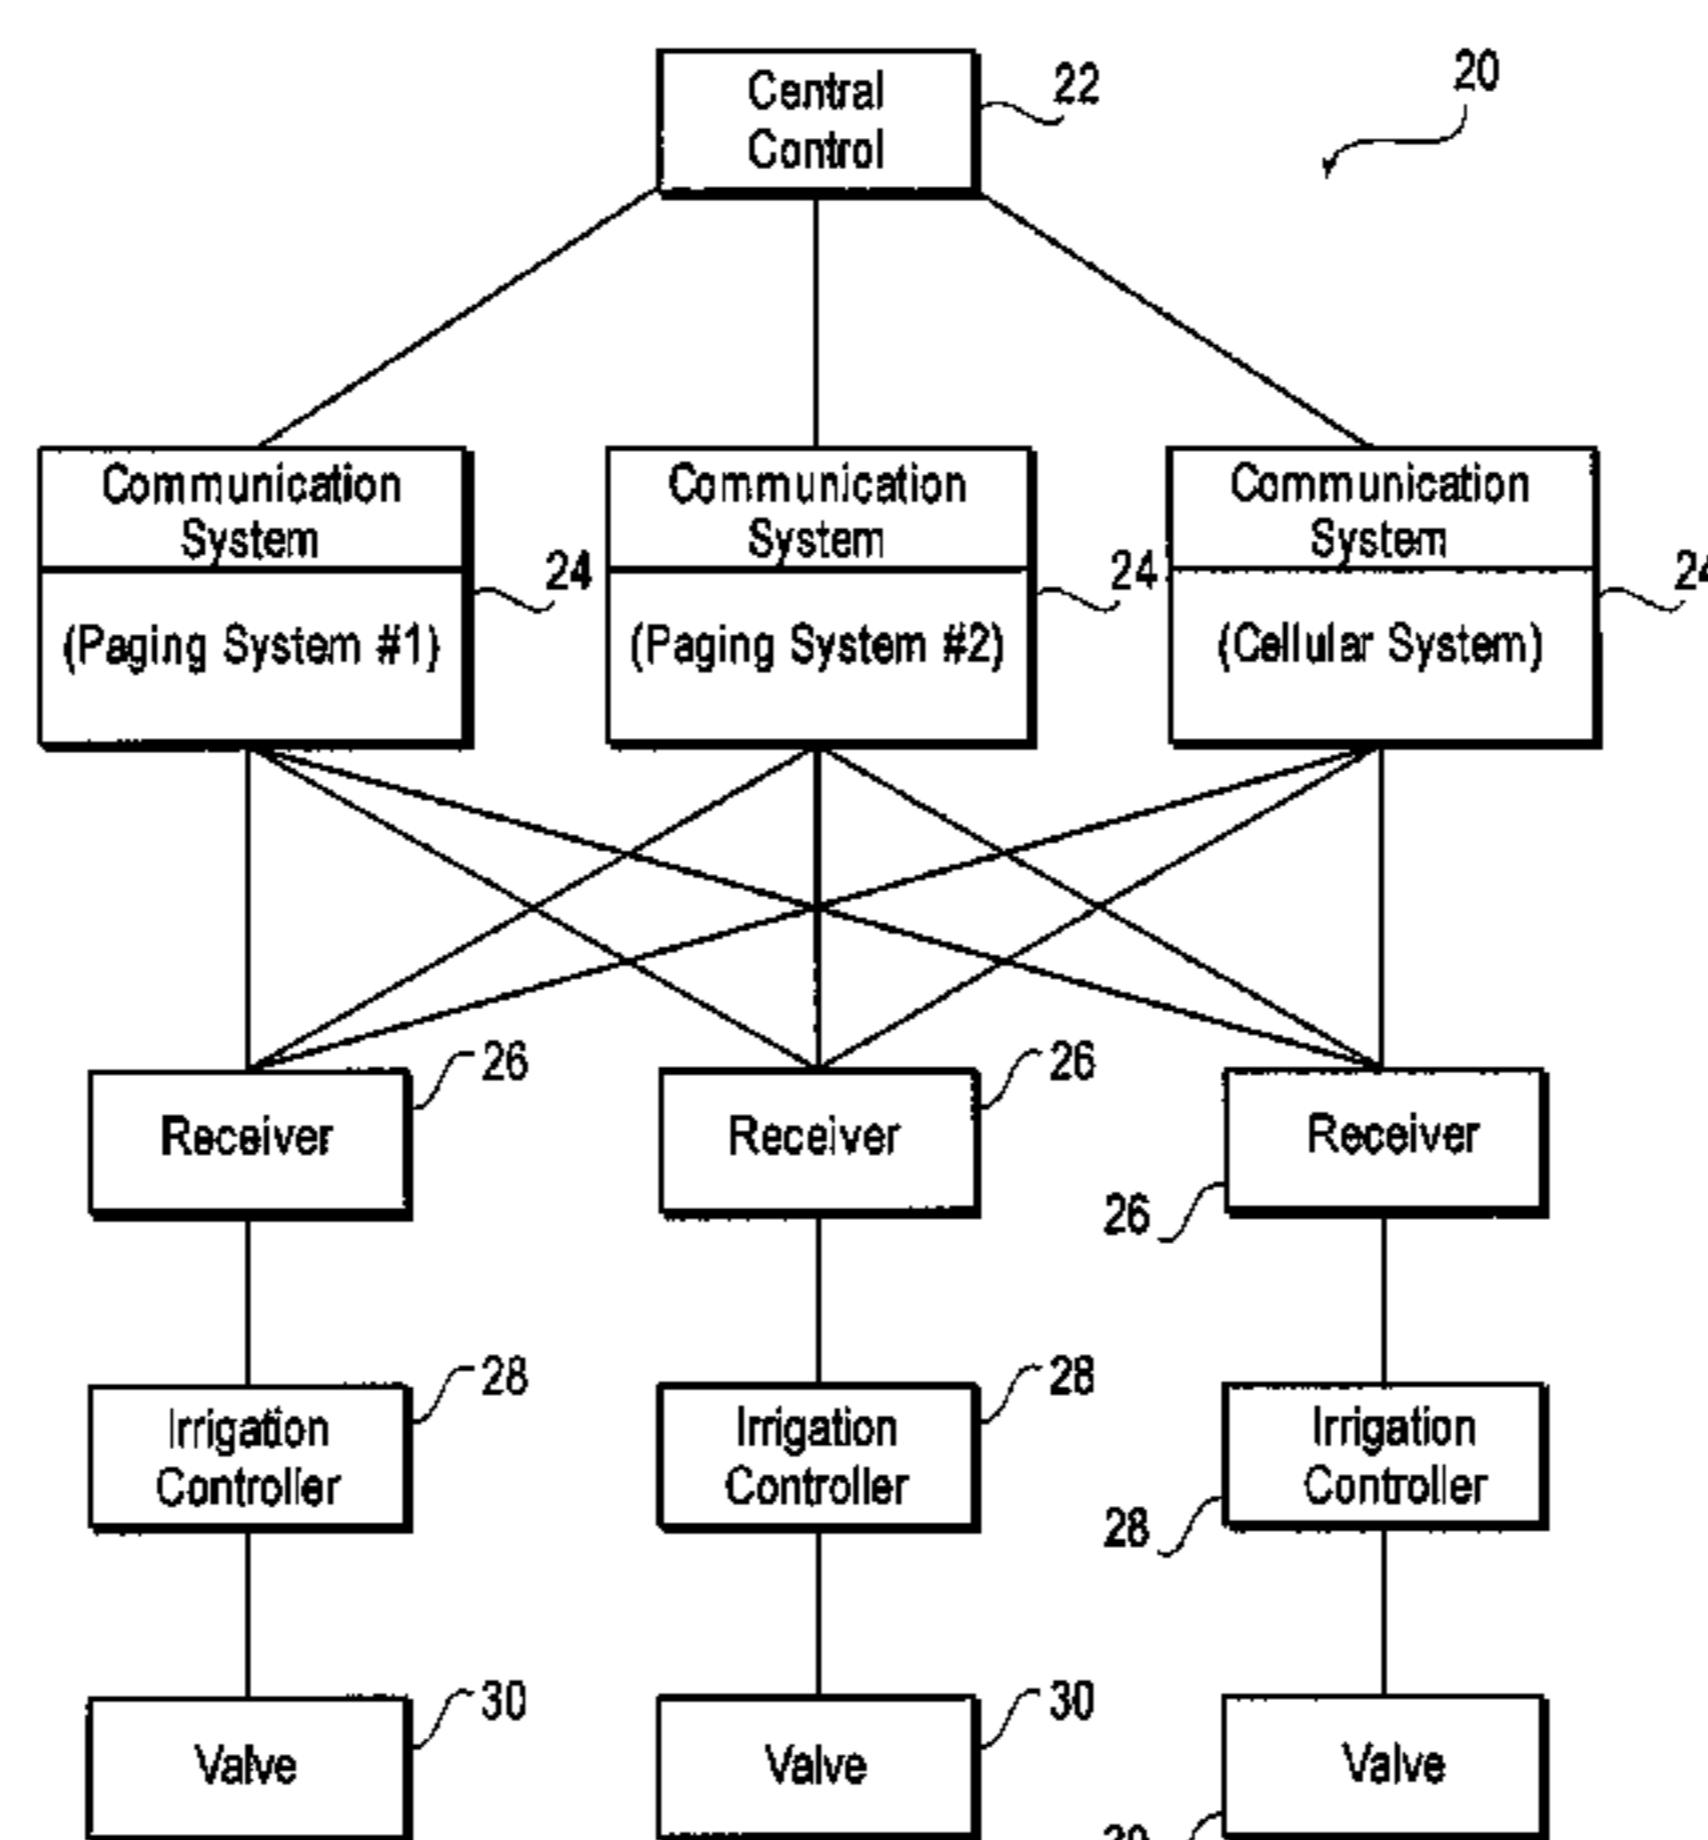 Central
Control
22
20
Communication
System
24
(Paging System #1)
Communication
System
24
(Paging System #2)
Communication
System
24
(Cellular System)
26
Receiver
26
Receiver
Receiver
26
28
Irrigation
Controller
28
Irrigation
Controller
Irrigation
Controller
28
30
Valve
30
Valve
Valve